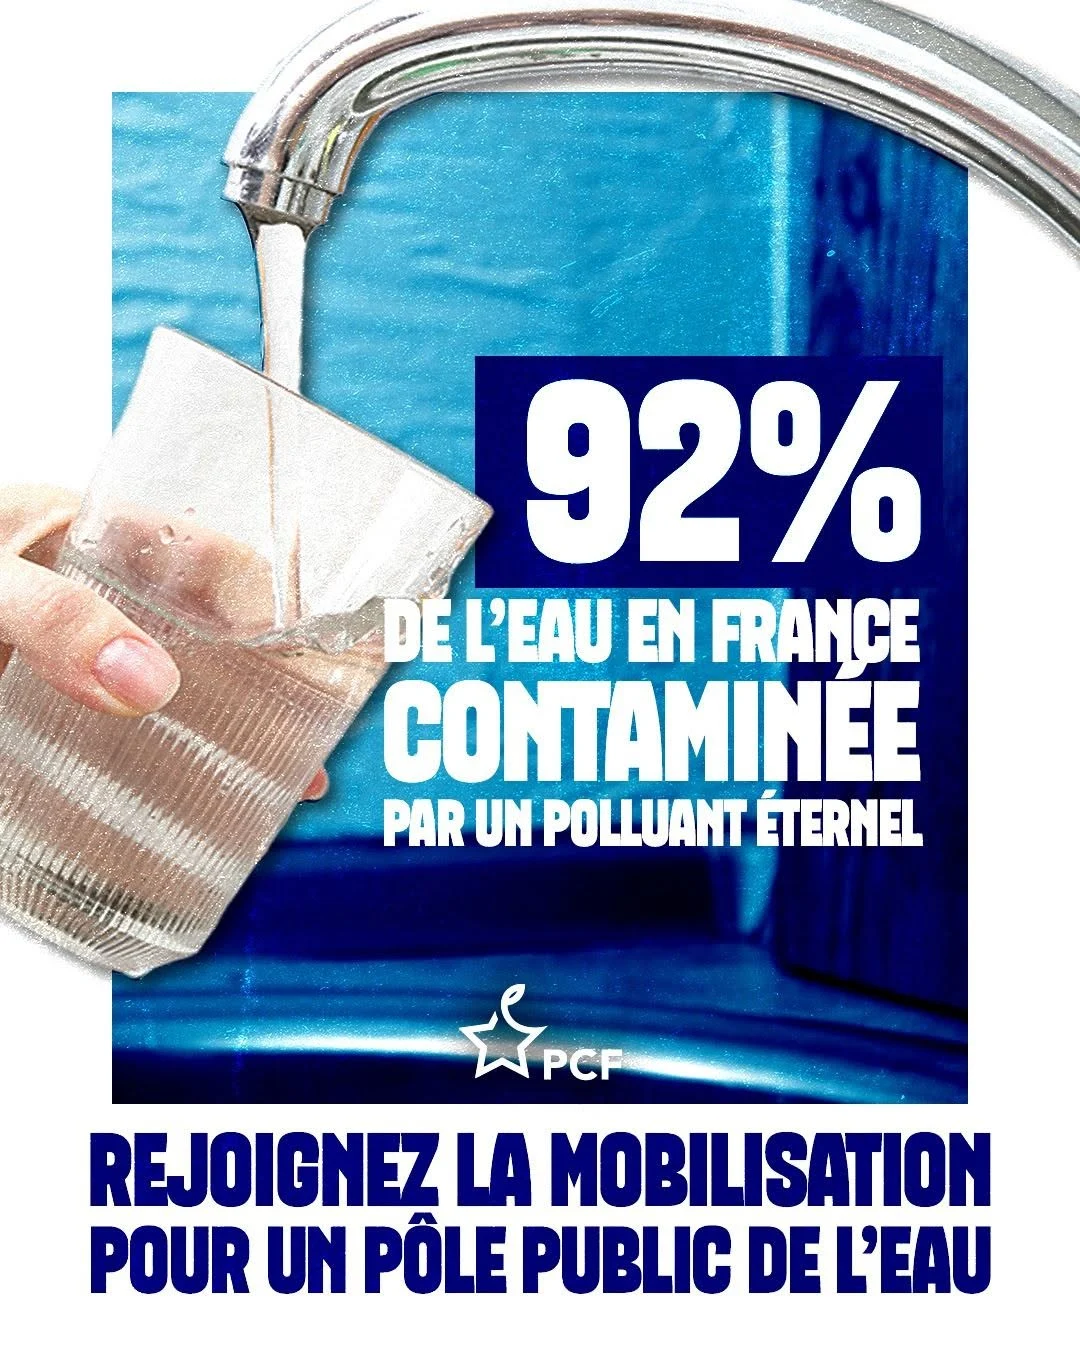 92%
DE L'EAU EN FRANCE
CONTAMINÉE
PAR UN POLLUANT ÉTERNEL
PCF
REJOIGNEZ LA MOBILISATION
POUR UN PÔLE PUBLIC DE L'EAU